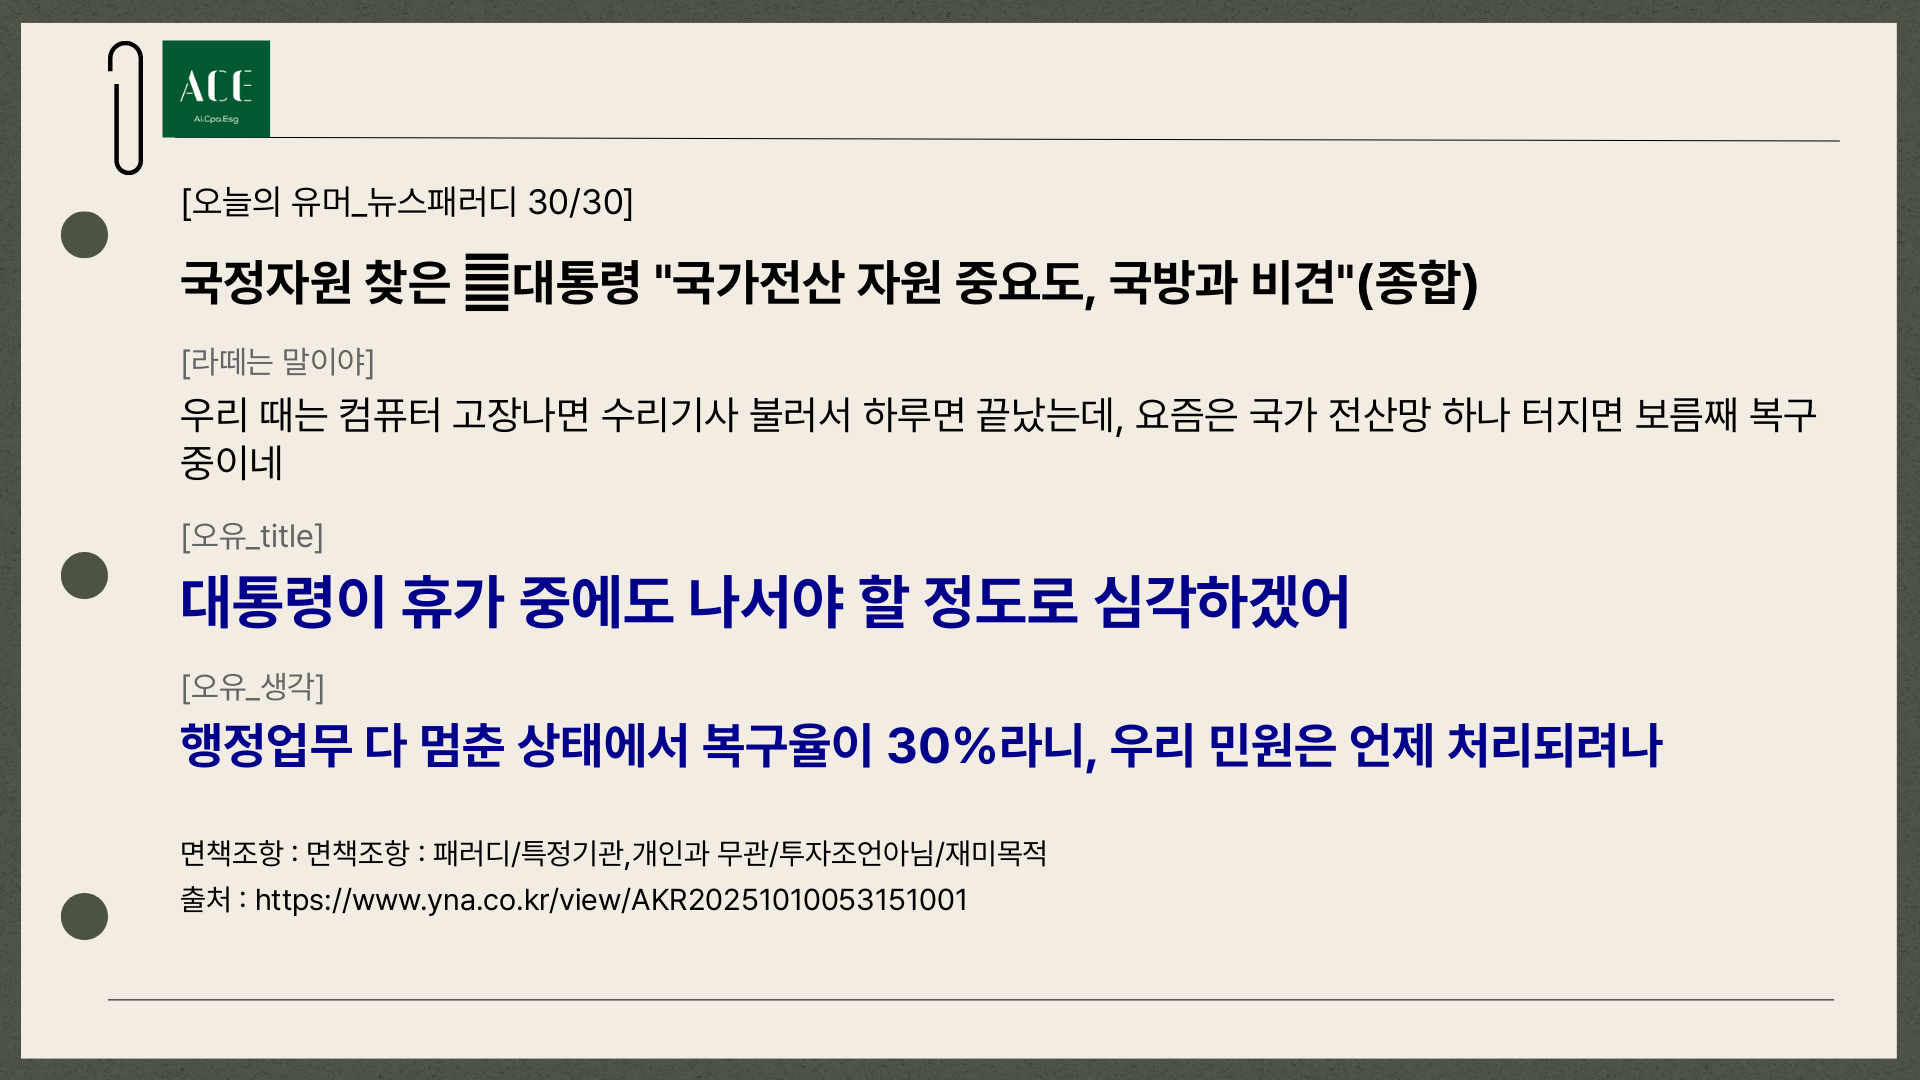 ACE
Ai.Cpa.Esg
[오늘의 유머_뉴스패러디 30/30]
국정자원 찾은 대통령 "국가전산 자원 중요도, 국방과 비견"(종합)
[라떼는 말이야]
우리 때는 컴퓨터 고장나면 수리기사 불러서 하루면 끝났는데, 요즘은 국가 전산망 하나 터지면 보름째 복구
중이네
[오유_title]
대통령이 휴가 중에도 나서야 할 정도로 심각하겠어
[오유_생각]
행정업무 다 멈춘 상태에서 복구율이 30%라니, 우리 민원은 언제 처리되려나
면책조항 : 면책조항 : 패러디/특정기관,개인과 무관/투자조언아님/재미목적
출처 : https://www.yna.co.kr/view/AKR20251010053151001